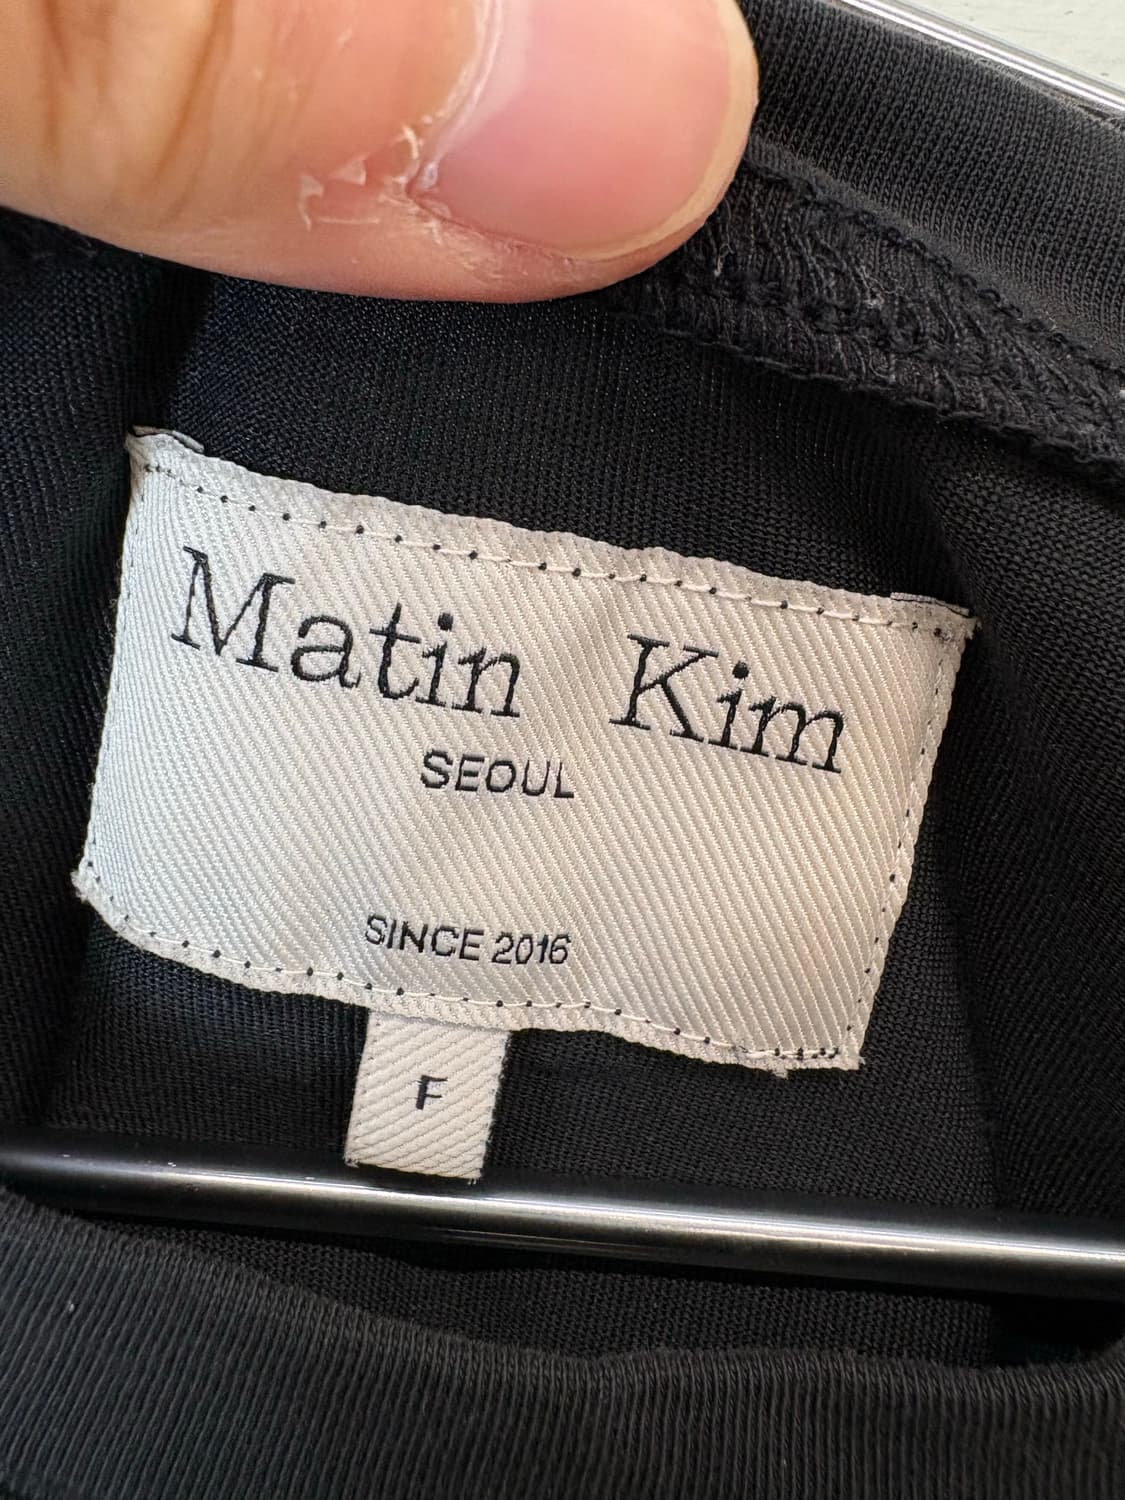 Matin Kim
SEOUL
SINCE 2016
F